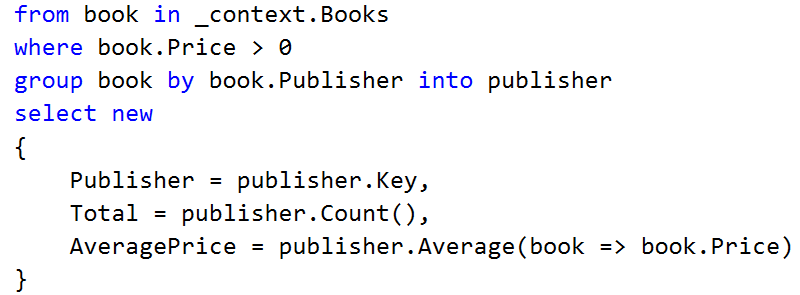 from book in _context.Books
where book.Price > 0
group book by book.Publisher into publisher
select new
{
    Publisher = publisher.Key,
    Total = publisher.Count(),
    AveragePrice = publisher.Average(book => book.Price)
}